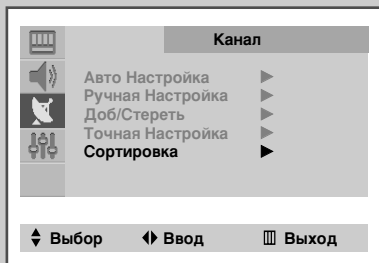 Канал
Авто Настройка
Ручная Настройка
Доб/Стереть
Точная Настройка
Сортировка
Выбор Ввод Выход